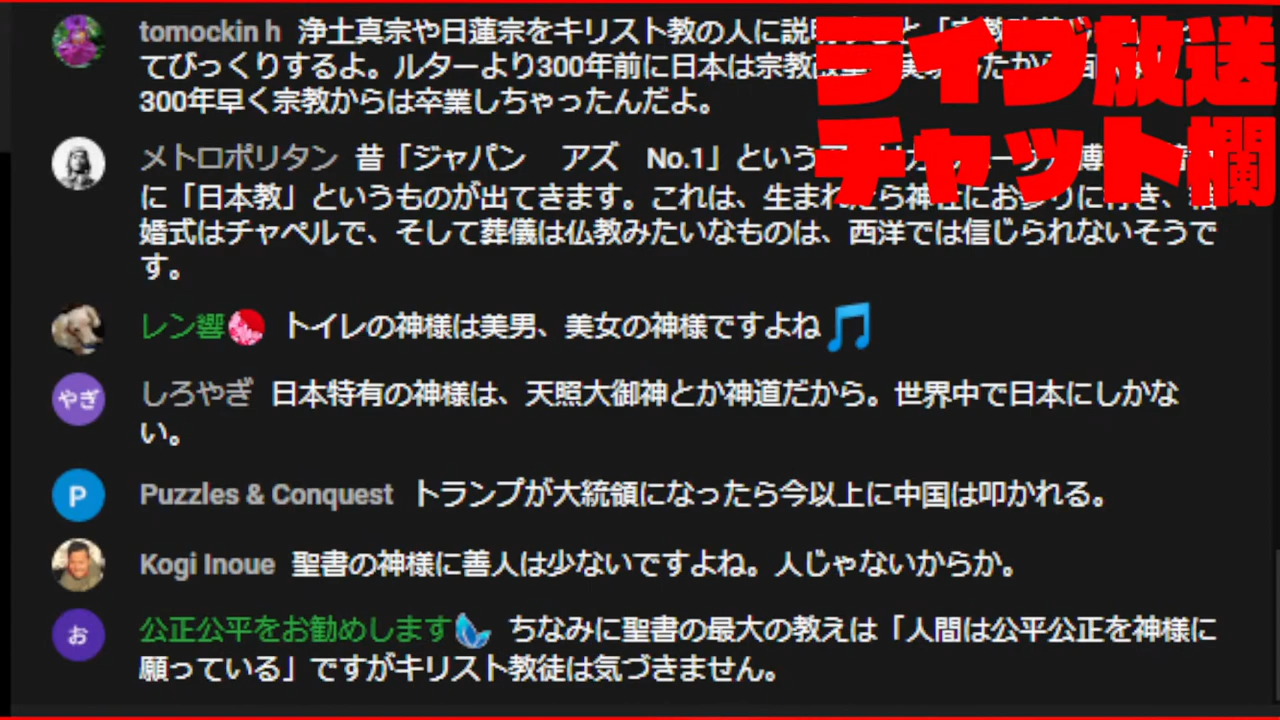 tomockin h 浄土真宗や日蓮宗をキリスト教の人に説
てびっくりするよ。ルターより300年前に日本は宗教改
300年早く宗教からは卒業しちゃったんだよ。
メトロポリタン 昔「ジャパン アズ No.1」という
に「日本教」というものが出てきます。これは、生まれたら神社にお参りに行き、結
婚式はチャペルで、そして葬儀は仏教みたいなものは、西洋では信じられないそうで
す。
レン響 トイレの神様は美男、美女の神様ですよね
やぎ しろやぎ 日本特有の神様は、天照大御神とか神道だから。世界中で日本にしかな
い。
P Puzzles & Conquest トランプが大統領になったら今以上に中国は叩かれる。
Kogi Inoue 聖書の神様に善人は少ないですよね。人じゃないからか。
お 公正公平をお勧めします ちなみに聖書の最大の教えは「人間は公平公正を神様に
願っている」ですがキリスト教徒は気づきません。
ライブ放送
チャット欄